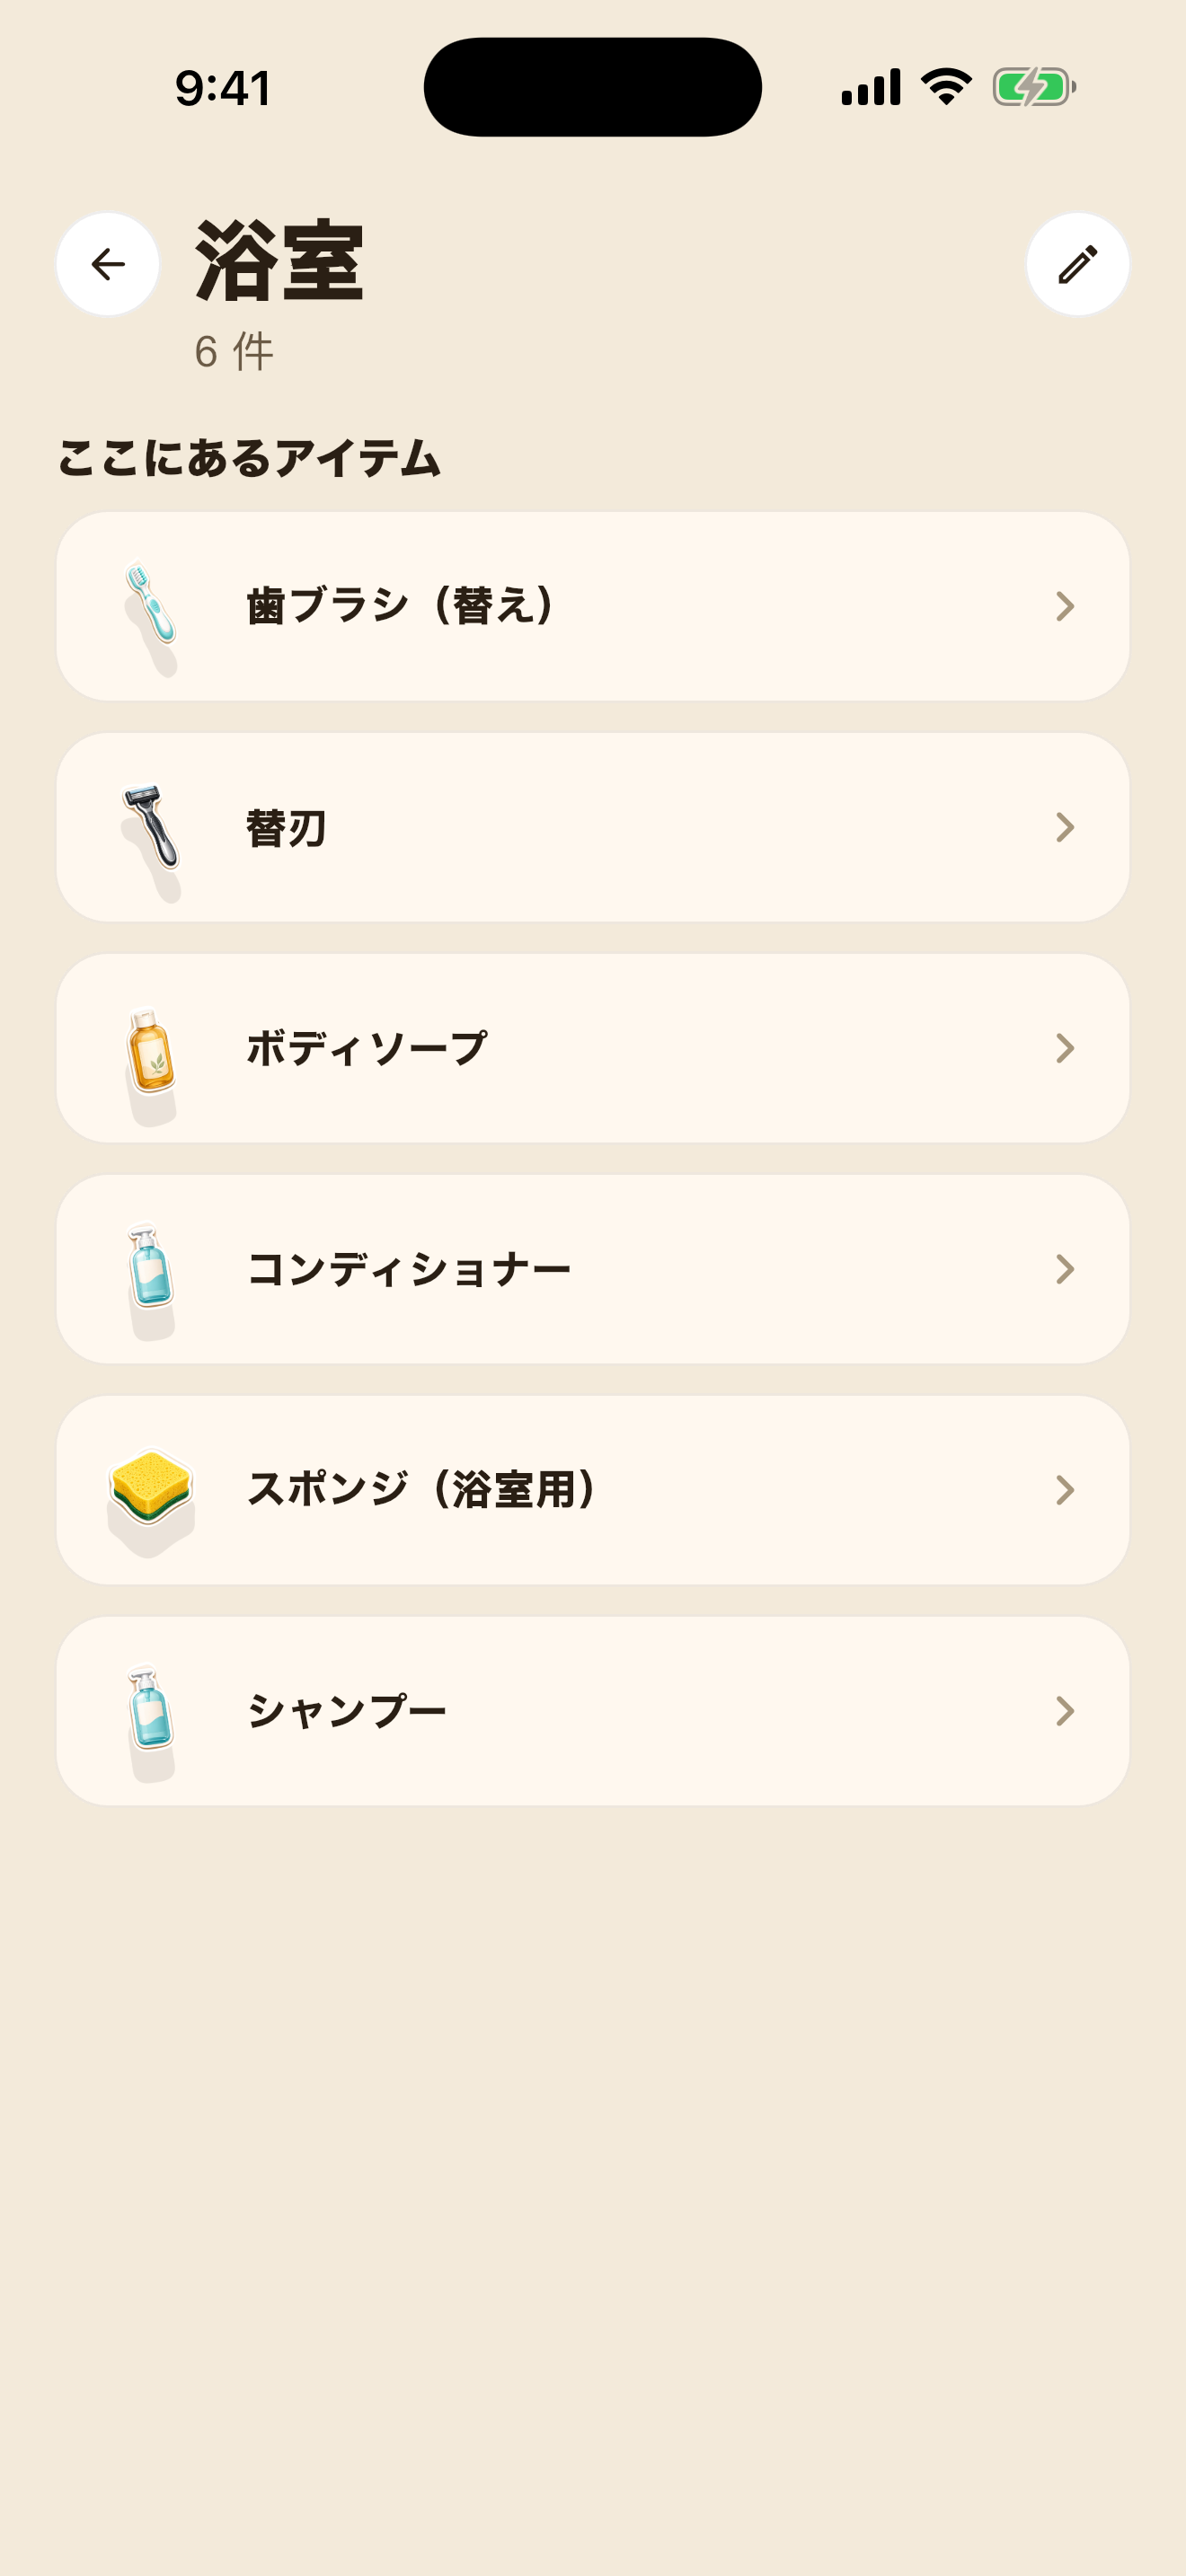 9:41
浴室
6 件
ここにあるアイテム
歯ブラシ（替え）
替刃
ボディソープ
コンディショナー
スポンジ（浴室用）
シャンプー